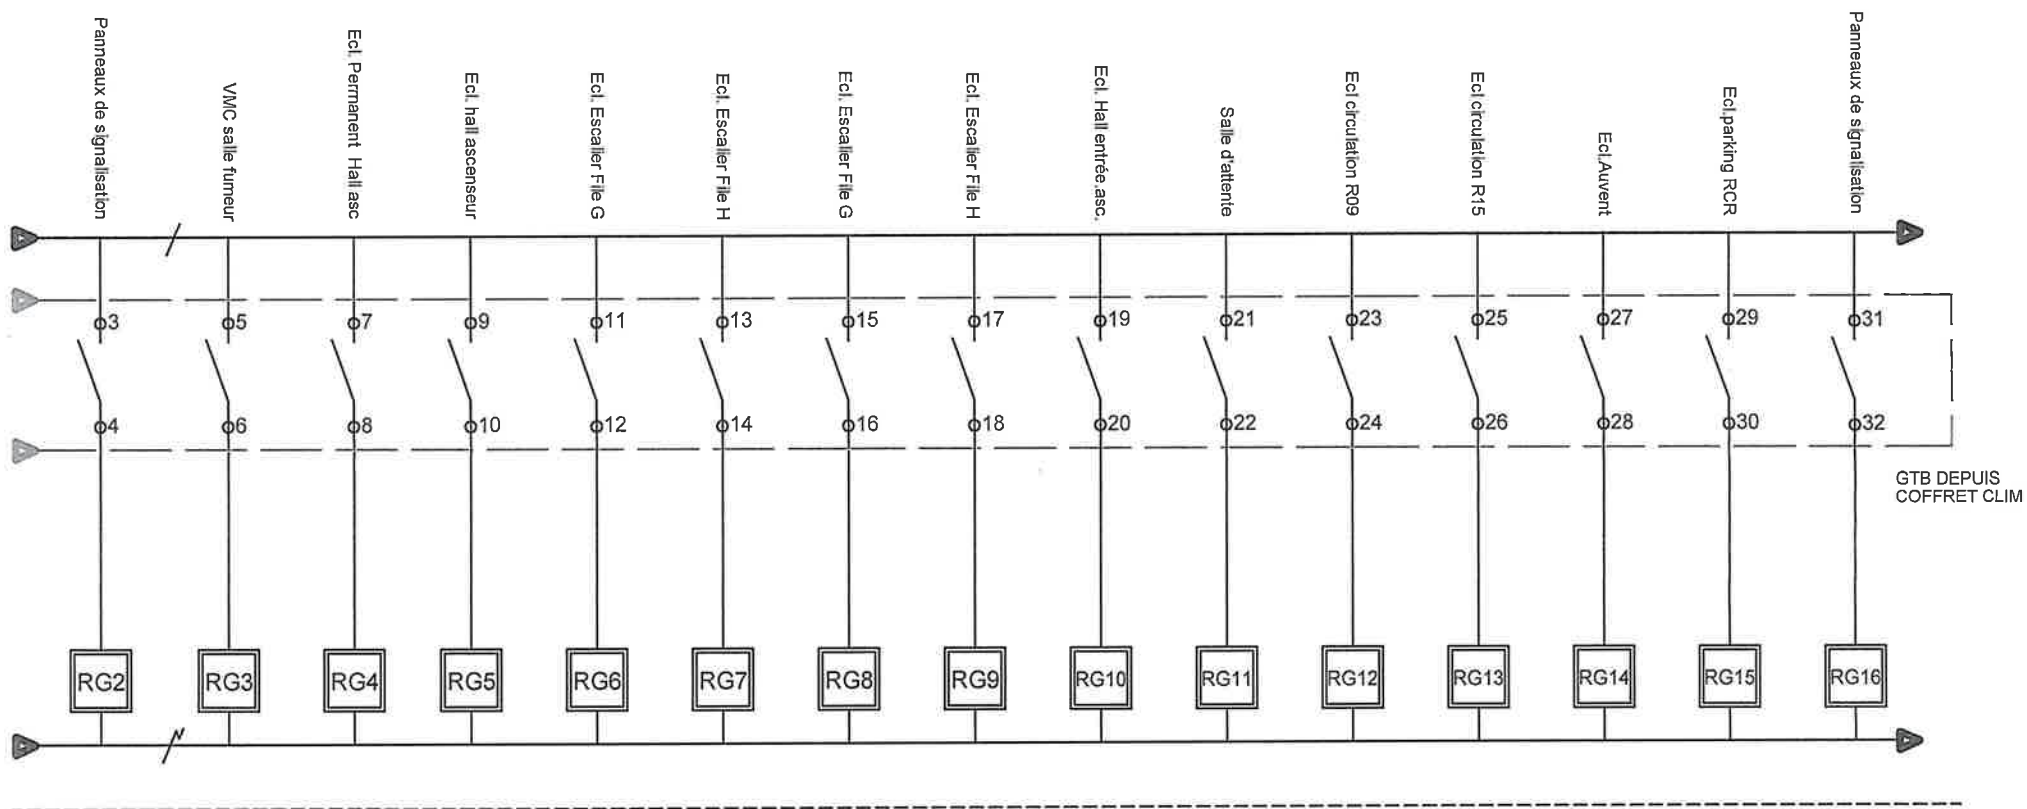 Panneaux de signalisation
VMC salle fumeur
Ecl. Permanent Hall asc
Ecl. hall ascenseur
Ecl. Escalier File G
Ecl. Escalier File H
Ecl. Escalier File G
Ecl. Escalier File H
Ecl. Hall entrée.asc.
Salle d'attente
Ecl circulation R09
Ecl circulation R15
Ecl.Auvent
Ecl.parking RCR
Panneaux de signalisation
3 5 7 9 11 13 15 17 19 21 23 25 27 29 31
4 6 8 10 12 14 16 18 20 22 24 26 28 30 32
GTB DEPUIS
COFFRET CLIM
RG2 RG3 RG4 RG5 RG6 RG7 RG8 RG9 RG10 RG11 RG12 RG13 RG14 RG15 RG16
N